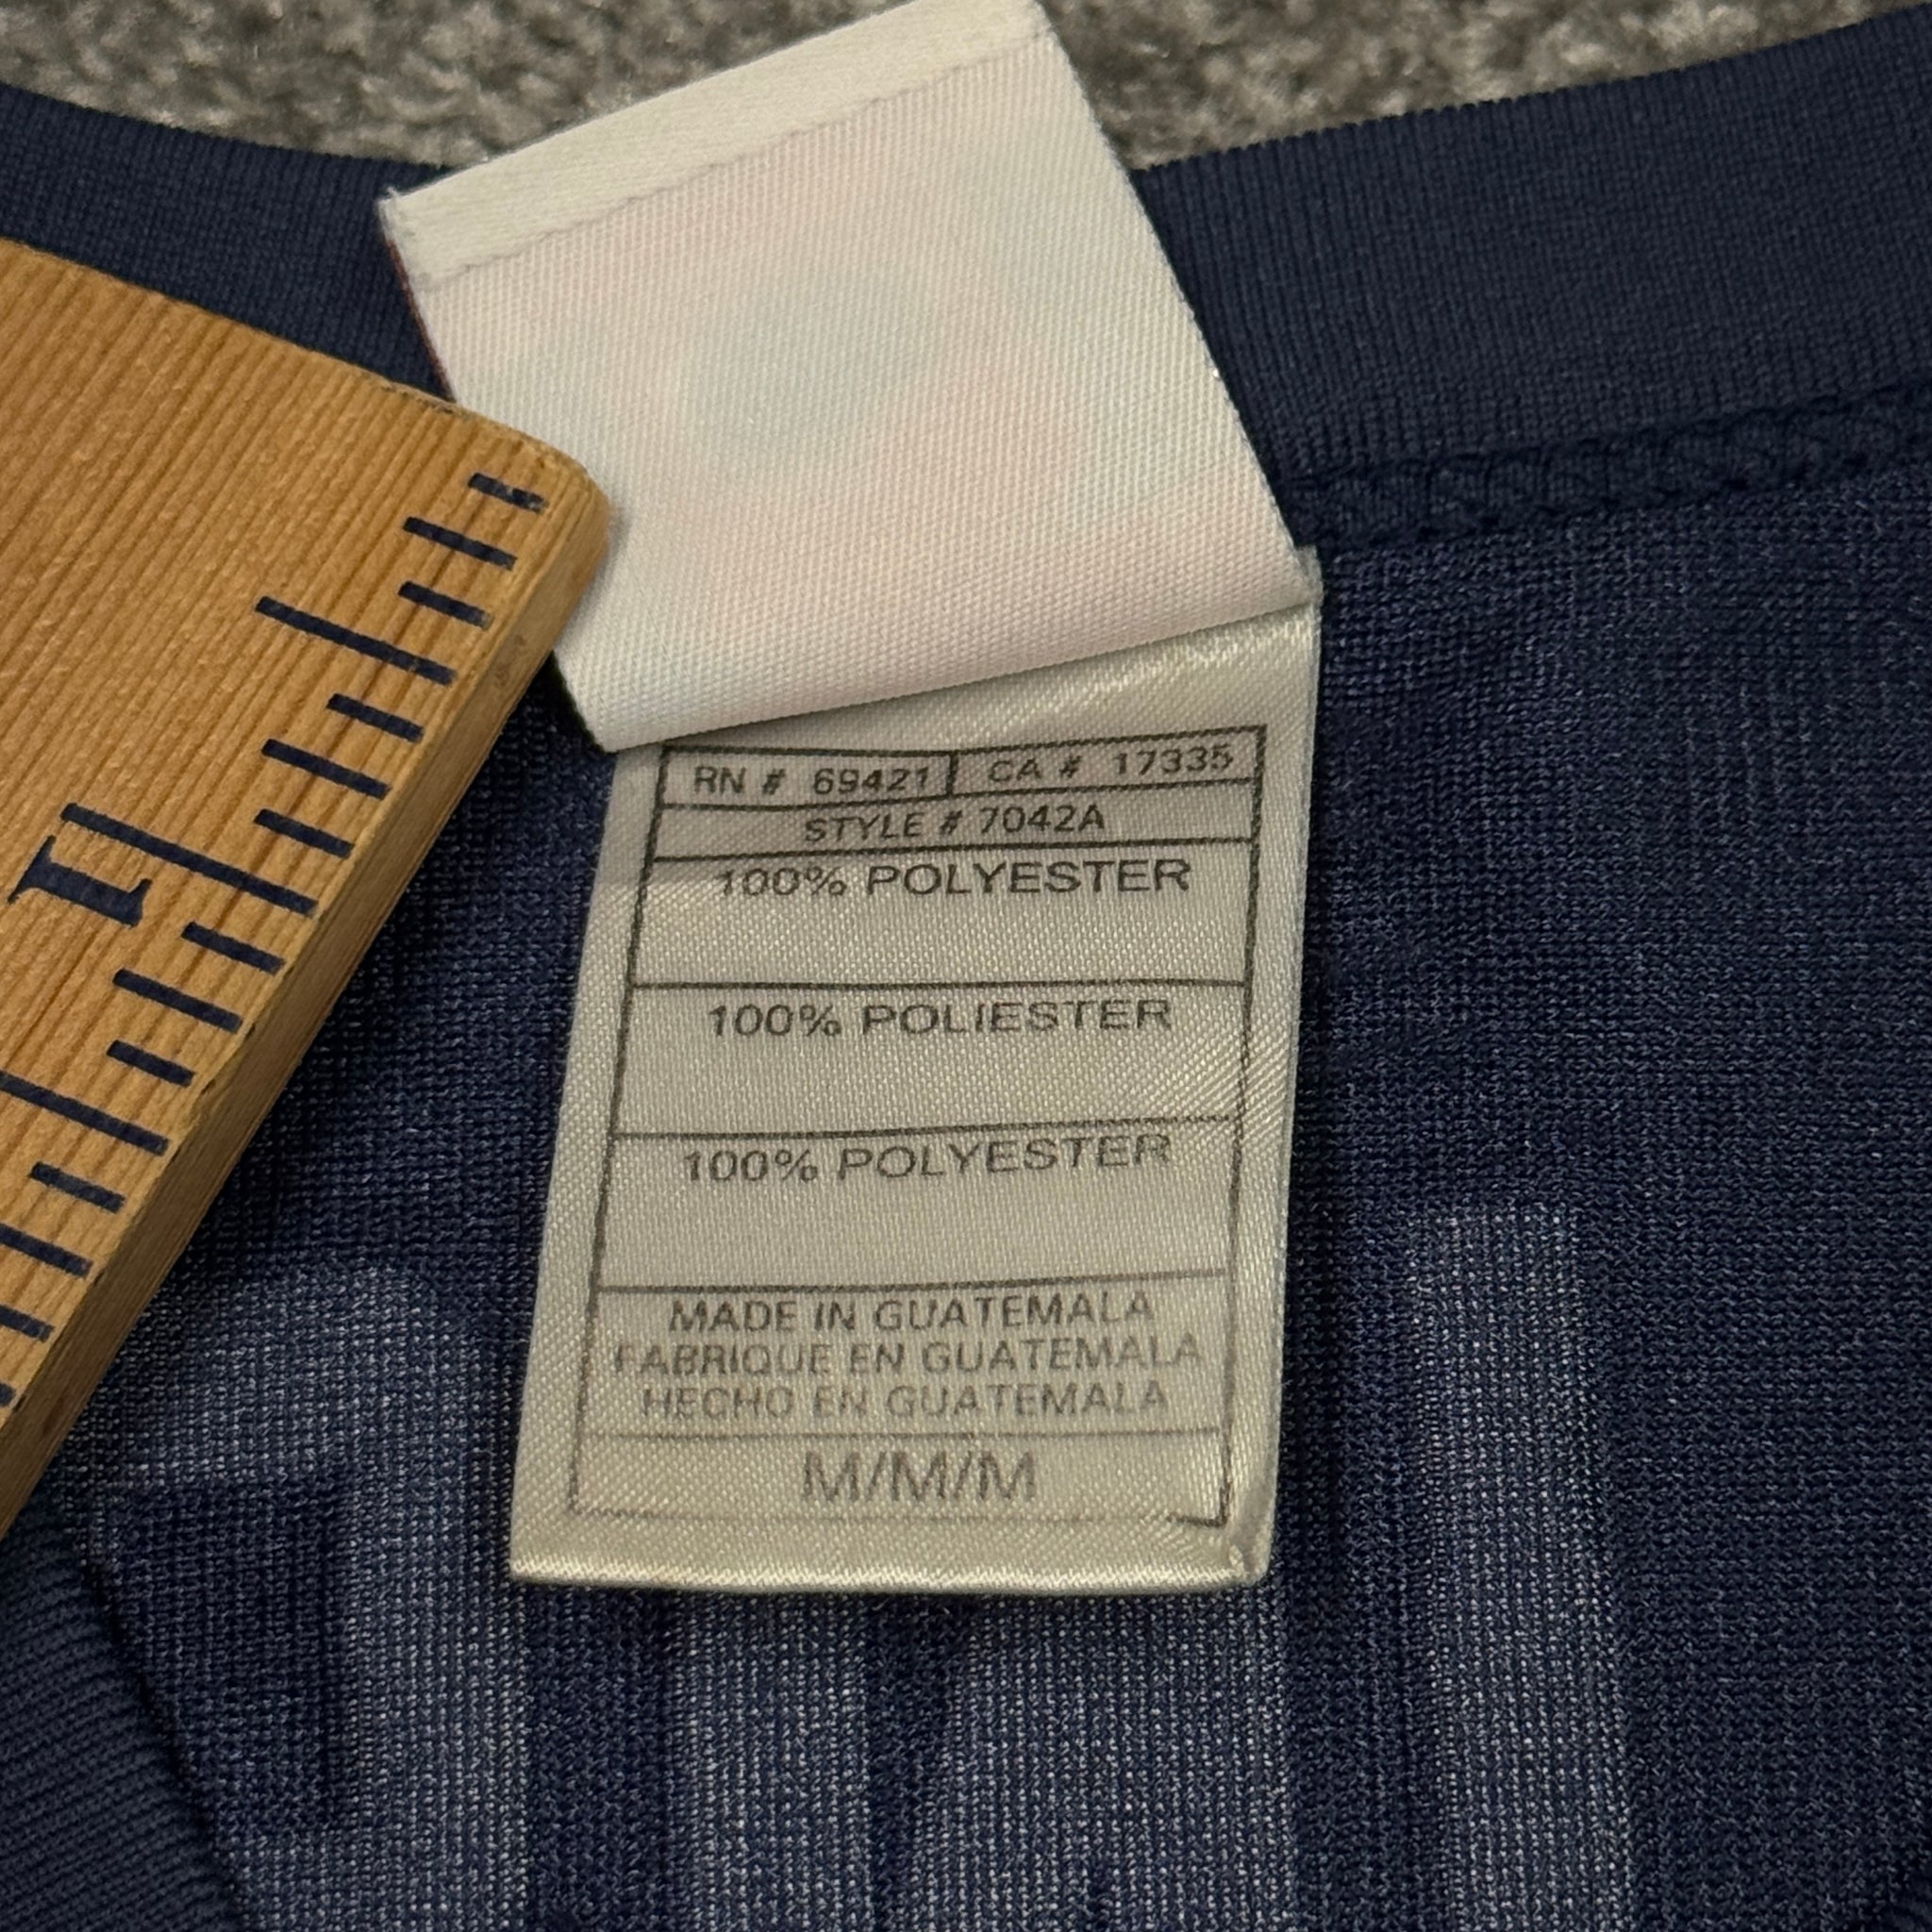 1
RN # 69421 CA # 17335
STYLE # 7042A
100% POLYESTER
100% POLIESTER
100% POLYESTER
MADE IN GUATEMALA
FABRIQUE EN GUATEMALA
HECHO EN GUATEMALA
M/M/M